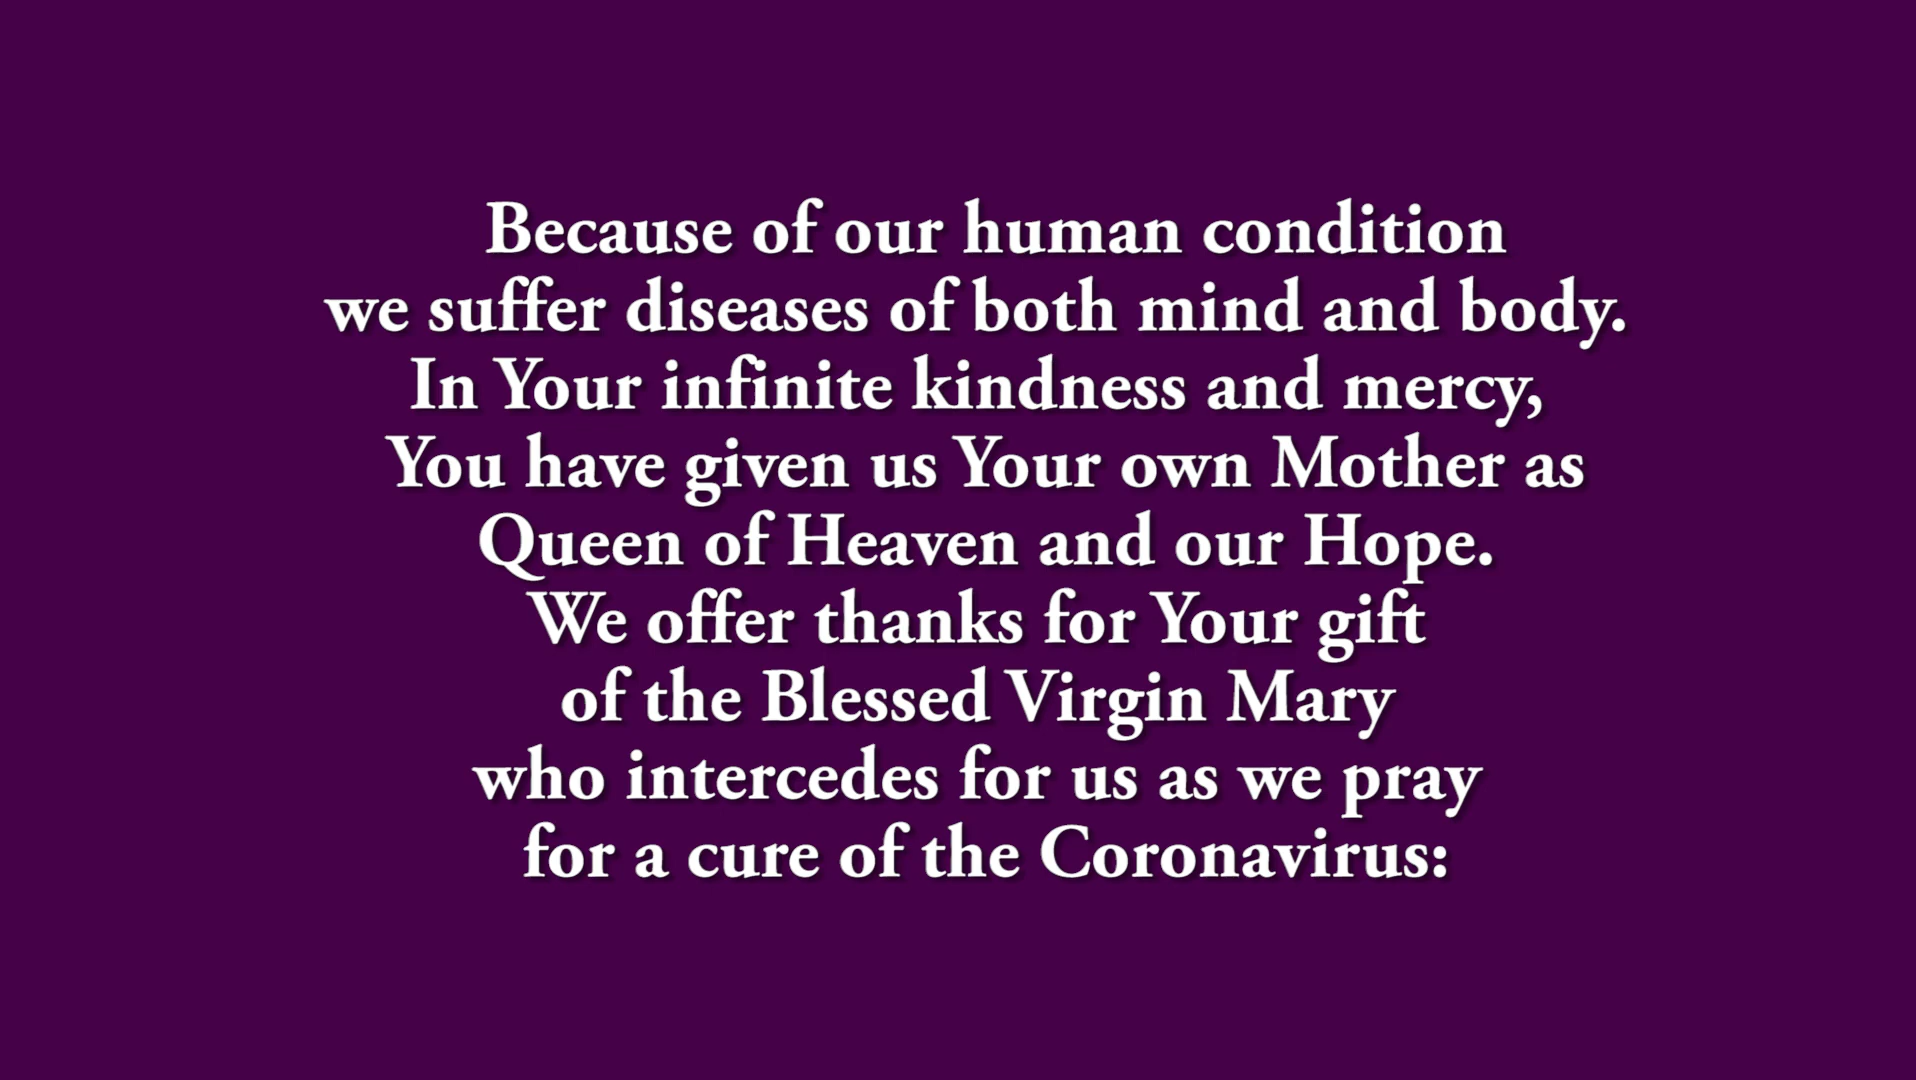 Because of our human condition
we suffer diseases of both mind and body.
In Your infinite kindness and mercy,
You have given us Your own Mother as
Queen of Heaven and our Hope.
We offer thanks for Your gift
of the Blessed Virgin Mary
who intercedes for us as we pray
for a cure of the Coronavirus: